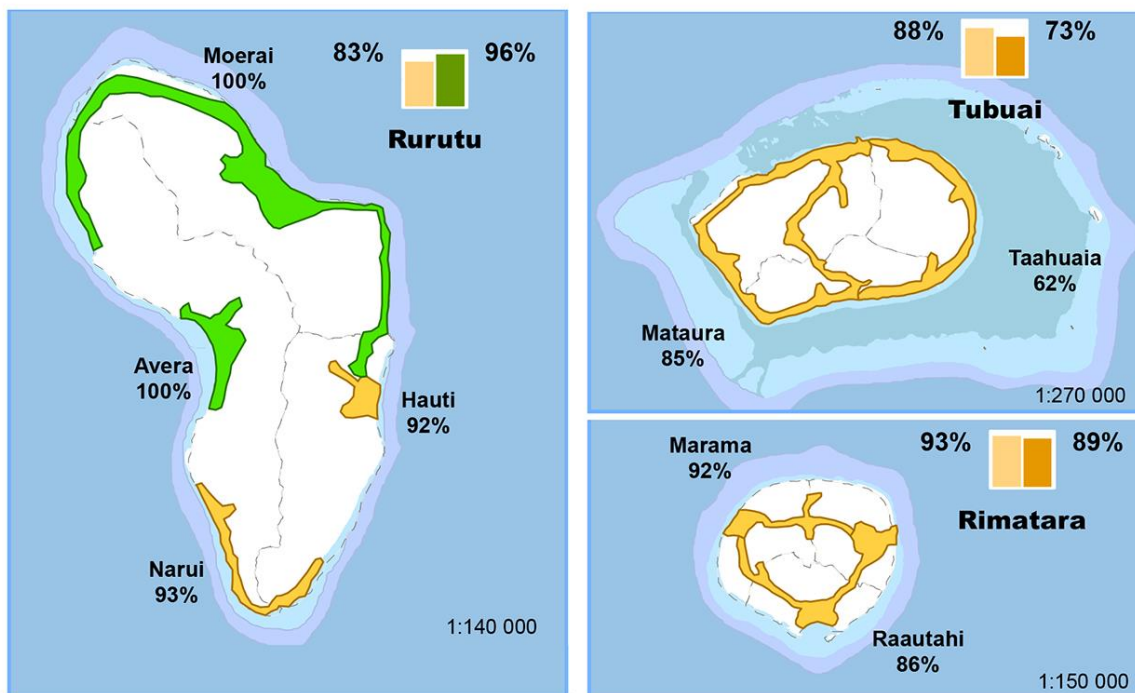 Moerai
100%
83% 96%
Rurutu
Avera
100%
Hauti
92%
Narui
93%
1:140 000
88% 73%
Tubuai
Taahuaia
62%
Mataura
85%
1:270 000
Marama
92%
93% 89%
Rimatara
Raautahi
86%
1:150 000